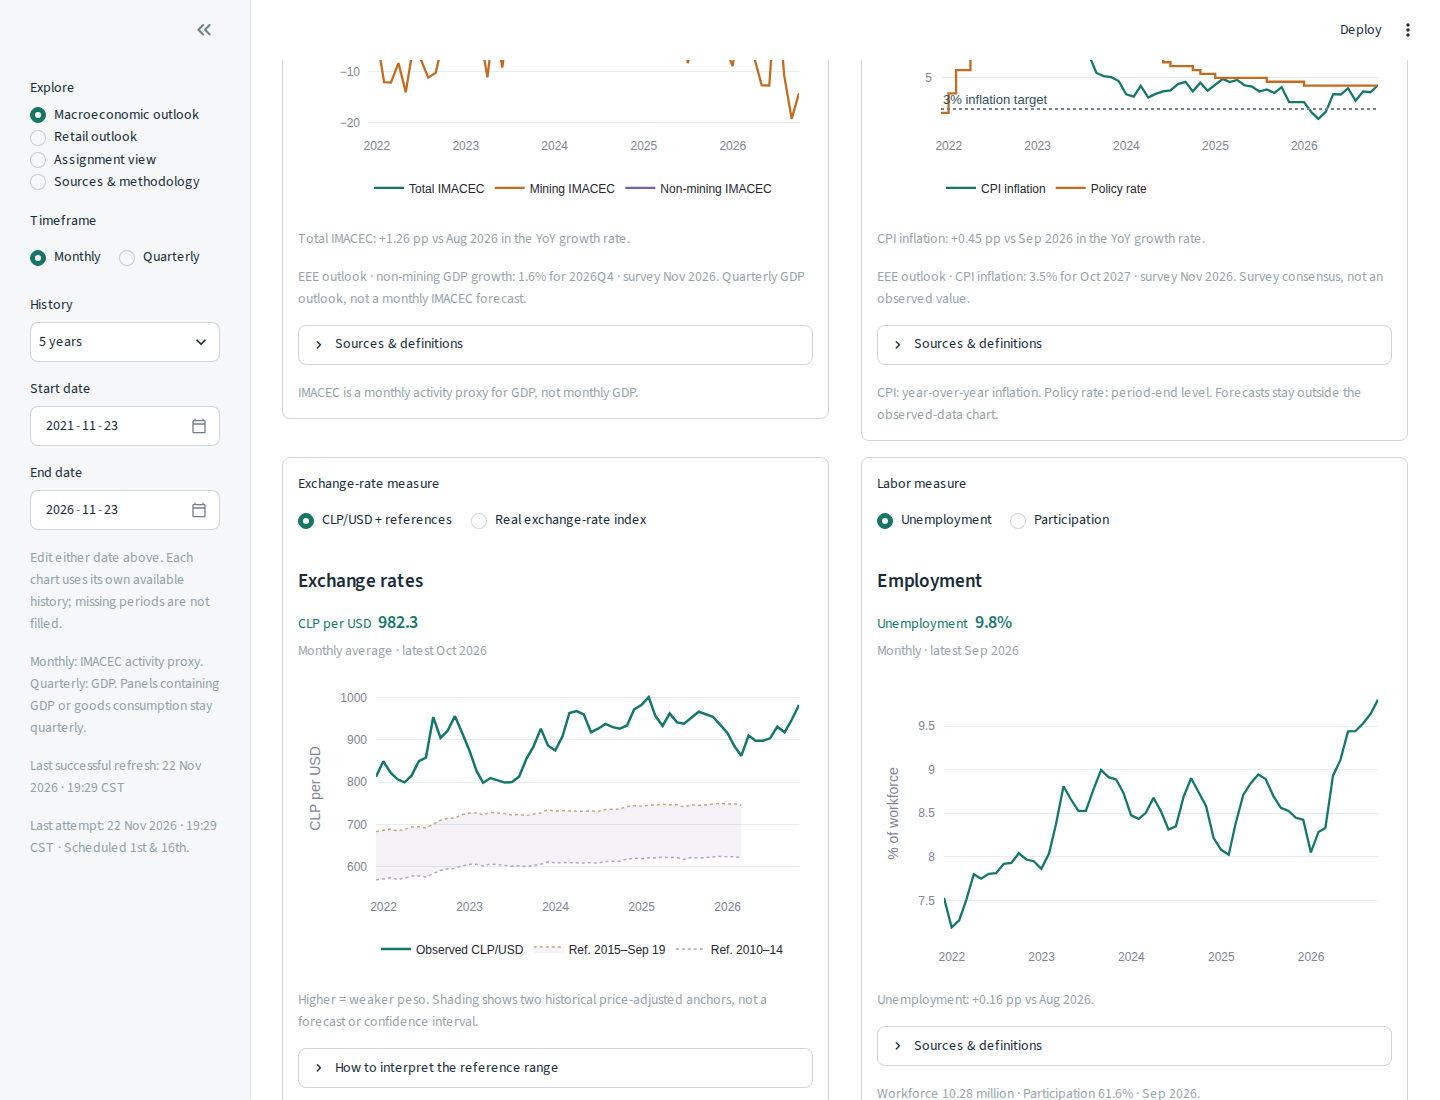 Deploy
Explore
Macroeconomic outlook
Retail outlook
Assignment view
Sources & methodology
Timeframe
Monthly
Quarterly
History
5 years
Start date
2021-11-23
End date
2026-11-23
Edit either date above. Each
chart uses its own available
history; missing periods are not
filled.
Monthly: IMACEC activity proxy.
Quarterly: GDP. Panels containing
GDP or goods consumption stay
quarterly.
Last successful refresh: 22 Nov
2026 · 19:29 CST
Last attempt: 22 Nov 2026 · 19:29
CST · Scheduled 1st & 16th.
−10
−20
2022 2023 2024 2025 2026
Total IMACEC Mining IMACEC Non-mining IMACEC
Total IMACEC: +1.26 pp vs Aug 2026 in the YoY growth rate.
EEE outlook · non-mining GDP growth: 1.6% for 2026Q4 · survey Nov 2026. Quarterly GDP
outlook, not a monthly IMACEC forecast.
Sources & definitions
IMACEC is a monthly activity proxy for GDP, not monthly GDP.
5
3% inflation target
2022 2023 2024 2025 2026
CPI inflation Policy rate
CPI inflation: +0.45 pp vs Sep 2026 in the YoY growth rate.
EEE outlook · CPI inflation: 3.5% for Oct 2027 · survey Nov 2026. Survey consensus, not an
observed value.
Sources & definitions
CPI: year-over-year inflation. Policy rate: period-end level. Forecasts stay outside the
observed-data chart.
Exchange-rate measure
CLP/USD + references
Real exchange-rate index
Exchange rates
CLP per USD 982.3
Monthly average · latest Oct 2026
CLP per USD
1000
900
800
700
600
2022 2023 2024 2025 2026
Observed CLP/USD Ref. 2015–Sep 19 Ref. 2010–14
Higher = weaker peso. Shading shows two historical price-adjusted anchors, not a
forecast or confidence interval.
How to interpret the reference range
Labor measure
Unemployment
Participation
Employment
Unemployment 9.8%
Monthly · latest Sep 2026
% of workforce
9.5
9
8.5
8
7.5
2022 2023 2024 2025 2026
Unemployment: +0.16 pp vs Aug 2026.
Sources & definitions
Workforce 10.28 million · Participation 61.6% · Sep 2026.